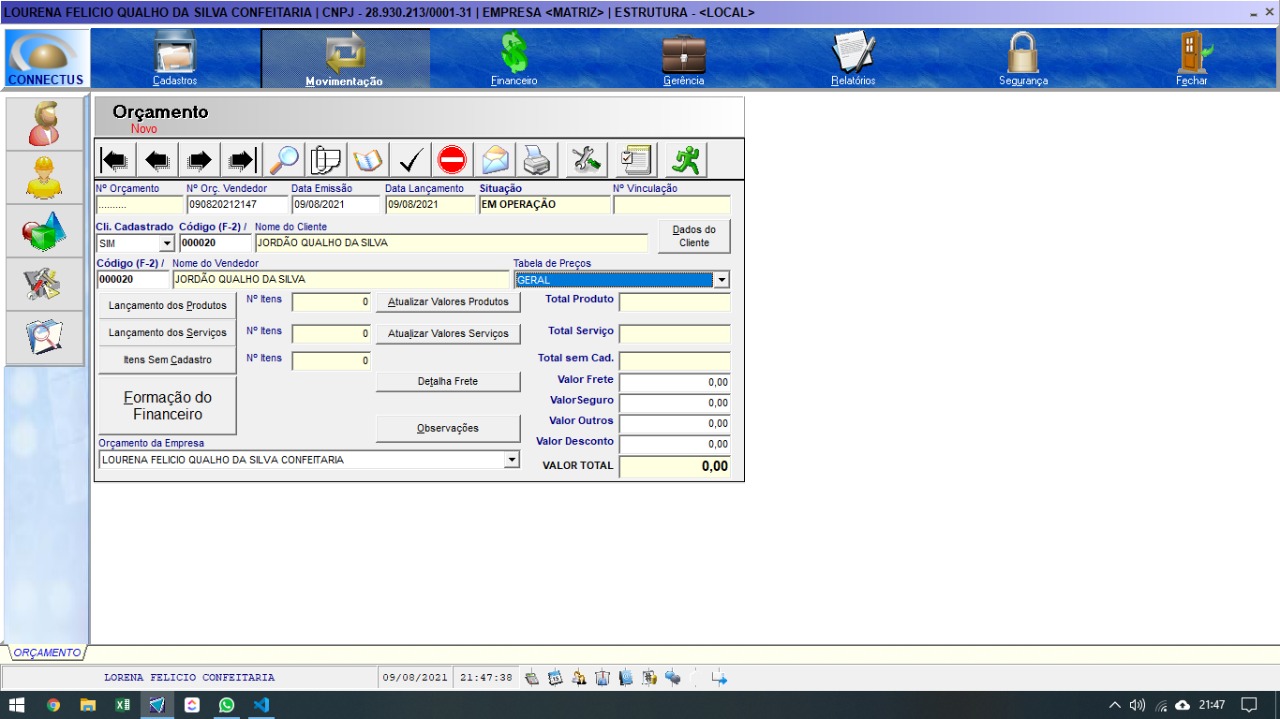 LOURENA FELICIO QUALHO DA SILVA CONFEITARIA | CNPJ - 28.930.213/0001-31 | EMPRESA <MATRIZ> | ESTRUTURA - <LOCAL>
CONNECTUS
Cadastros
Movimentação
Financeiro
Gerência
Relatórios
Segurança
Fechar
Orçamento
Novo
Nº Orçamento Nº Orç. Vendedor Data Emissão Data Lançamento Situação Nº Vinculação
.......... 090820212147 09/08/2021 09/08/2021 EM OPERAÇÃO
Cli. Cadastrado Código (F-2) / Nome do Cliente
SIM 000020 JORDÃO QUALHO DA SILVA
Dados do
Cliente
Código (F-2) / Nome do Vendedor Tabela de Preços
000020 JORDÃO QUALHO DA SILVA GERAL
Lançamento dos Produtos Nº Itens 0 Atualizar Valores Produtos Total Produto
Lançamento dos Serviços Nº Itens 0 Atualizar Valores Serviços Total Serviço
Itens Sem Cadastro Nº Itens 0 Total sem Cad.
Detalha Frete Valor Frete 0,00
Formação do
Financeiro
ValorSeguro 0,00
Observações Valor Outros 0,00
Orçamento da Empresa Valor Desconto 0,00
LOURENA FELICIO QUALHO DA SILVA CONFEITARIA VALOR TOTAL 0,00
ORÇAMENTO
LORENA FELICIO CONFEITARIA 09/08/2021 21:47:38
21:47